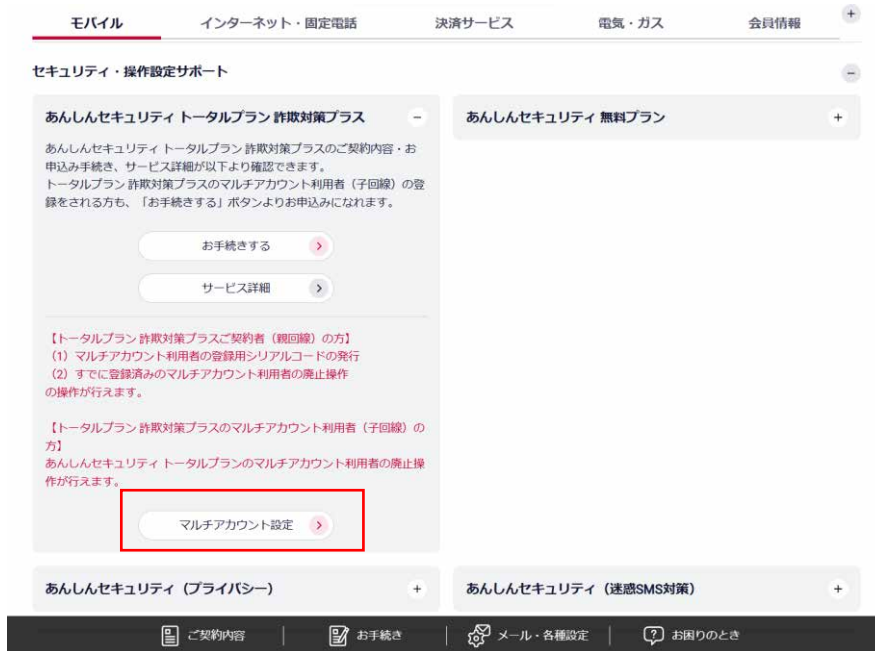 モバイル インターネット・固定電話 決済サービス 電気・ガス 会員情報 +
セキュリティ・操作設定サポート −
あんしんセキュリティ トータルプラン 詐欺対策プラス −
あんしんセキュリティ トータルプラン 詐欺対策プラスのご契約内容・お
申込み手続き、サービス詳細が以下より確認できます。
トータルプラン 詐欺対策プラスのマルチアカウント利用者（子回線）の登
録をされる方も、「お手続きする」ボタンよりお申込みになれます。
お手続きする
サービス詳細
【トータルプラン 詐欺対策プラスご契約者（親回線）の方】
（1）マルチアカウント利用者の登録用シリアルコードの発行
（2）すでに登録済みのマルチアカウント利用者の廃止操作
の操作が行えます。
【トータルプラン 詐欺対策プラスのマルチアカウント利用者（子回線）の
方】
あんしんセキュリティ トータルプランのマルチアカウント利用者の廃止操
作が行えます。
マルチアカウント設定
あんしんセキュリティ 無料プラン +
あんしんセキュリティ（プライバシー） +
あんしんセキュリティ（迷惑SMS対策） +
ご契約内容 お手続き メール・各種設定 お困りのとき